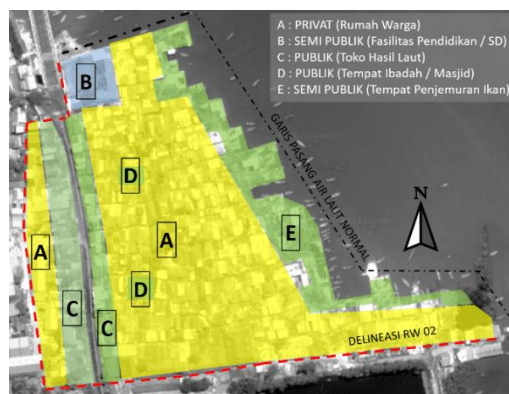 A : PRIVAT (Rumah Warga)
B : SEMI PUBLIK (Fasilitas Pendidikan / SD)
C : PUBLIK (Toko Hasil Laut)
D : PUBLIK (Tempat Ibadah / Masjid)
E : SEMI PUBLIK (Tempat Penjemuran Ikan)
B
GARIS PASANG AIR LAUT NORMAL
D
N
A
A
E
C
D
C
DELINEASI RW 02